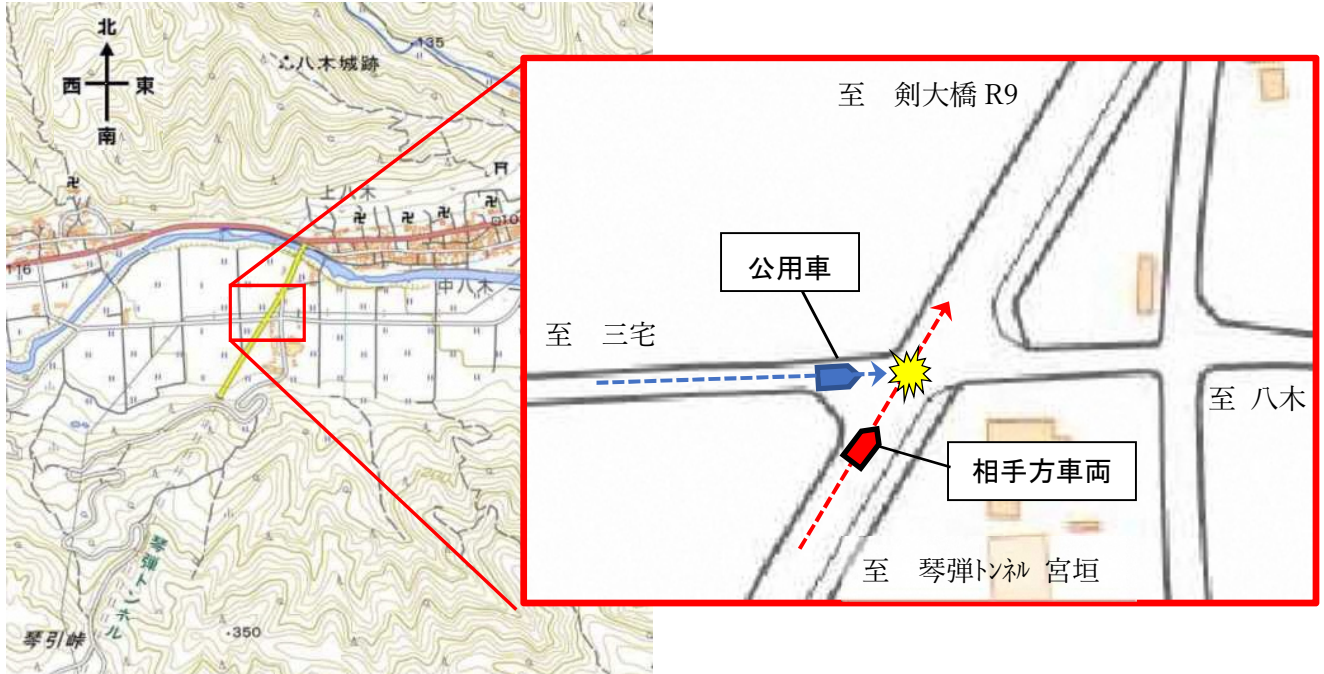 北
西 東
南
八木城跡
135
上八木
116
中八木
琴弾トンネル
琴引峠
350
至 剣大橋 R9
公用車
至 三宅
至 八木
相手方車両
至 琴弾トンネル 宮垣